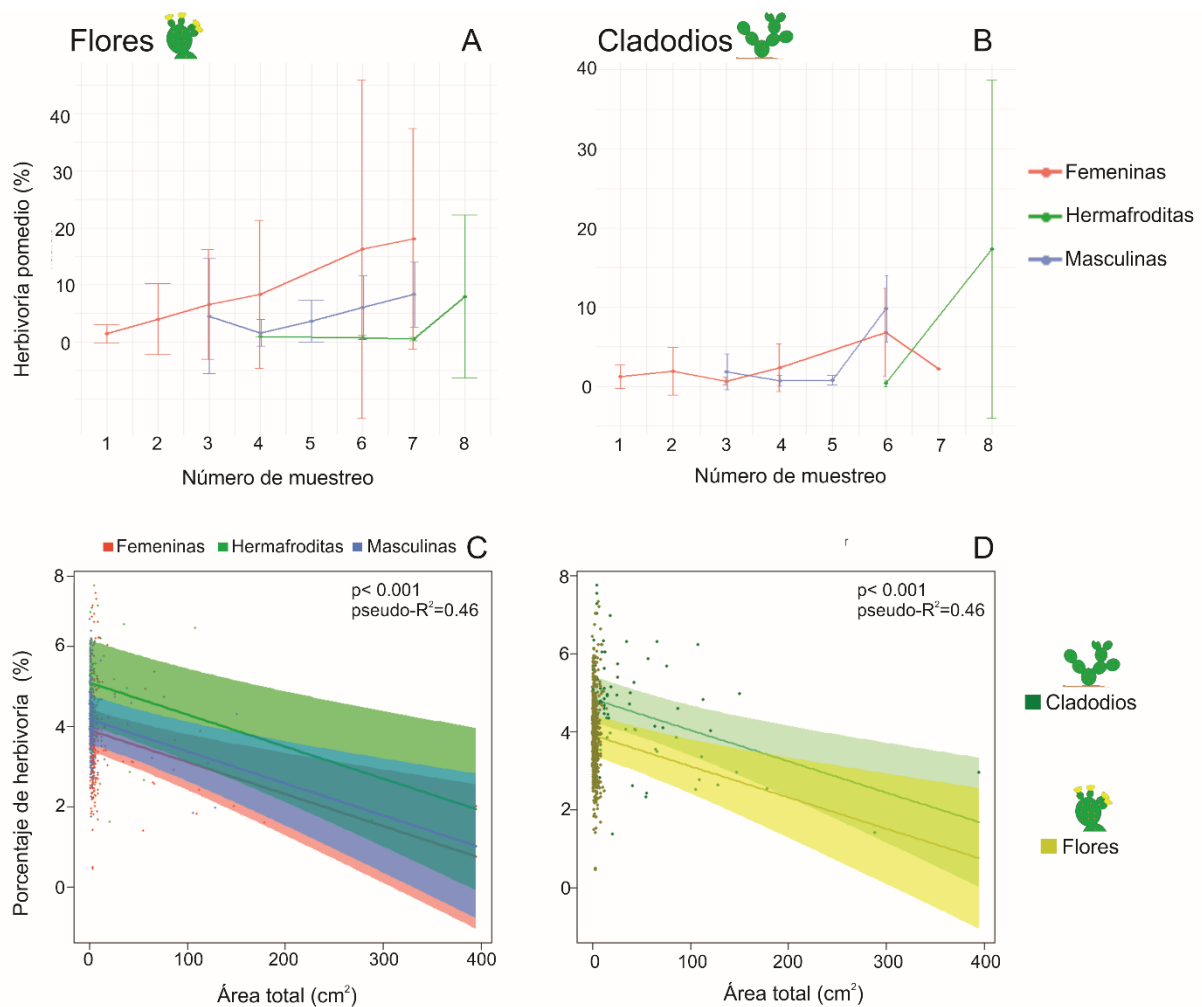 Flores A
Cladodios B
Herbivoría pomedio (%)
40
30
20
10
0
1 2 3 4 5 6 7 8
Número de muestreo
40
30
20
10
0
1 2 3 4 5 6 7 8
Número de muestreo
Femeninas
Hermafroditas
Masculinas
Femeninas Hermafroditas Masculinas C
p< 0.001
pseudo-R²=0.46
Porcentaje de herbivoría (%)
8
6
4
2
0
0 100 200 300 400
Área total (cm²)
r D
p< 0.001
pseudo-R²=0.46
8
6
4
2
0
0 100 200 300 400
Área total (cm²)
Cladodios
Flores